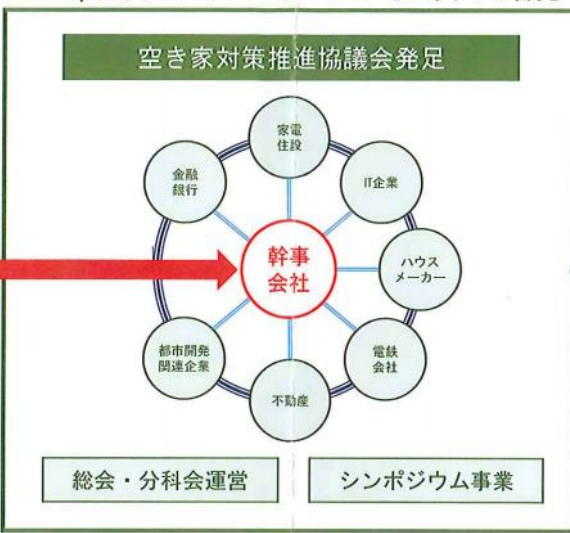 空き家対策推進協議会発足
家電
住設
金融
銀行
IT企業
幹事
会社
ハウス
メーカー
都市開発
関連企業
電鉄
会社
不動産
総会・分科会運営
シンポジウム事業